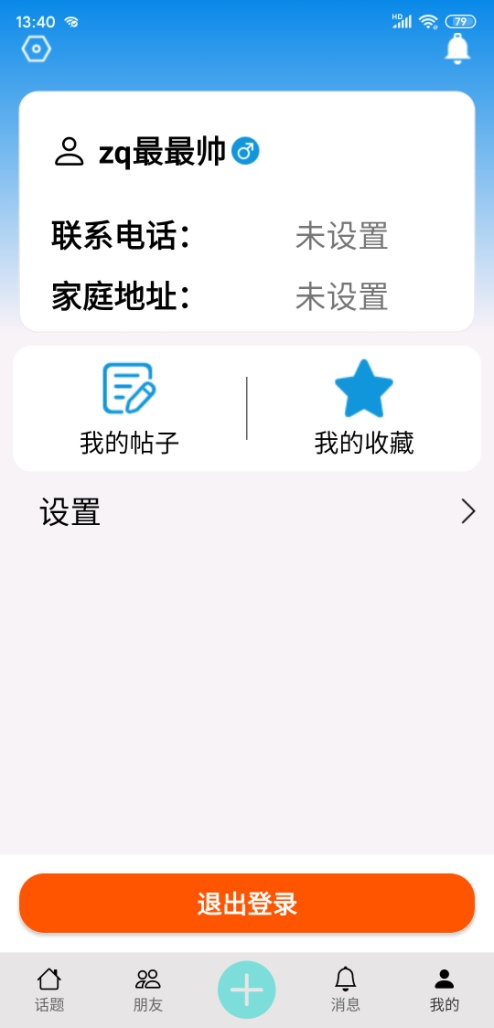 13:40 HD 79
zq最最帅
联系电话： 未设置
家庭地址： 未设置
我的帖子 我的收藏
设置
退出登录
话题 朋友 消息 我的